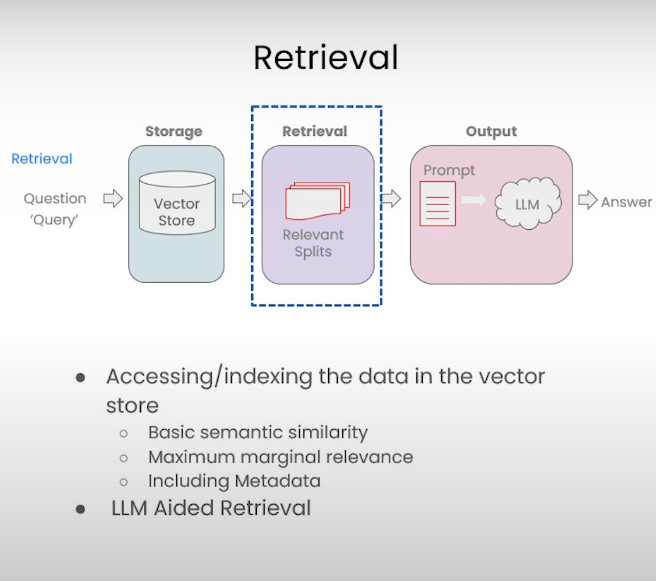 Retrieval
Storage
Retrieval
Output
Retrieval
Question
'Query'
Vector
Store
Relevant
Splits
Prompt
LLM
Answer
● Accessing/indexing the data in the vector
store
○ Basic semantic similarity
○ Maximum marginal relevance
○ Including Metadata
● LLM Aided Retrieval